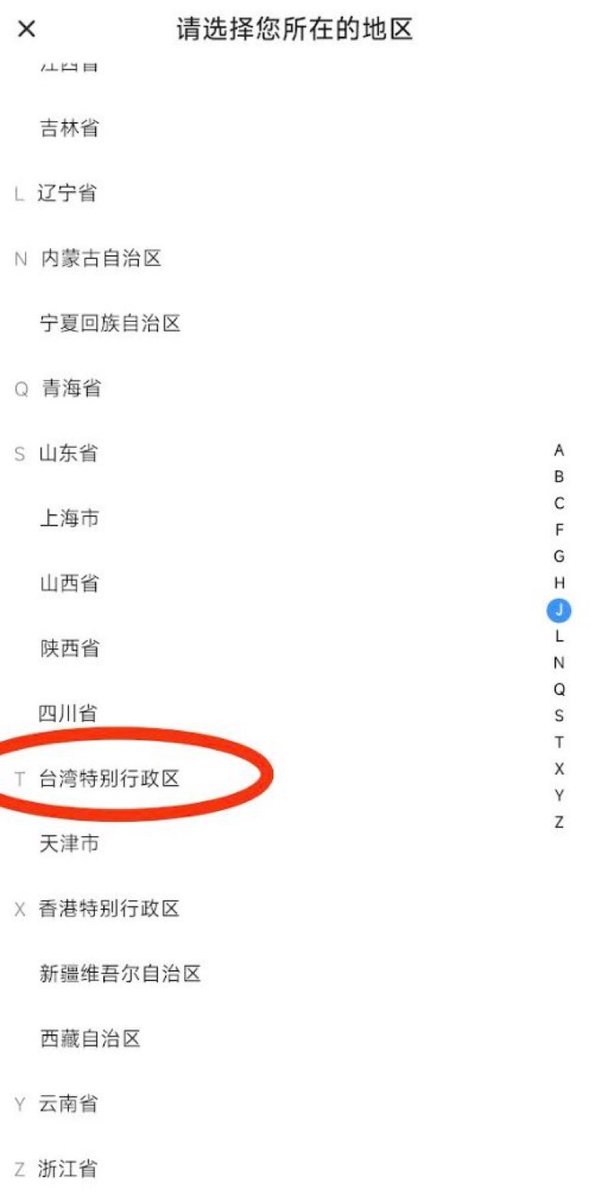 请选择您所在的地区
江西省
吉林省
L 辽宁省
N 内蒙古自治区
宁夏回族自治区
Q 青海省
S 山东省
上海市
山西省
陕西省
四川省
T 台湾特别行政区
天津市
X 香港特别行政区
新疆维吾尔自治区
西藏自治区
Y 云南省
Z 浙江省
A
B
C
F
G
H
J
L
N
Q
S
T
X
Y
Z